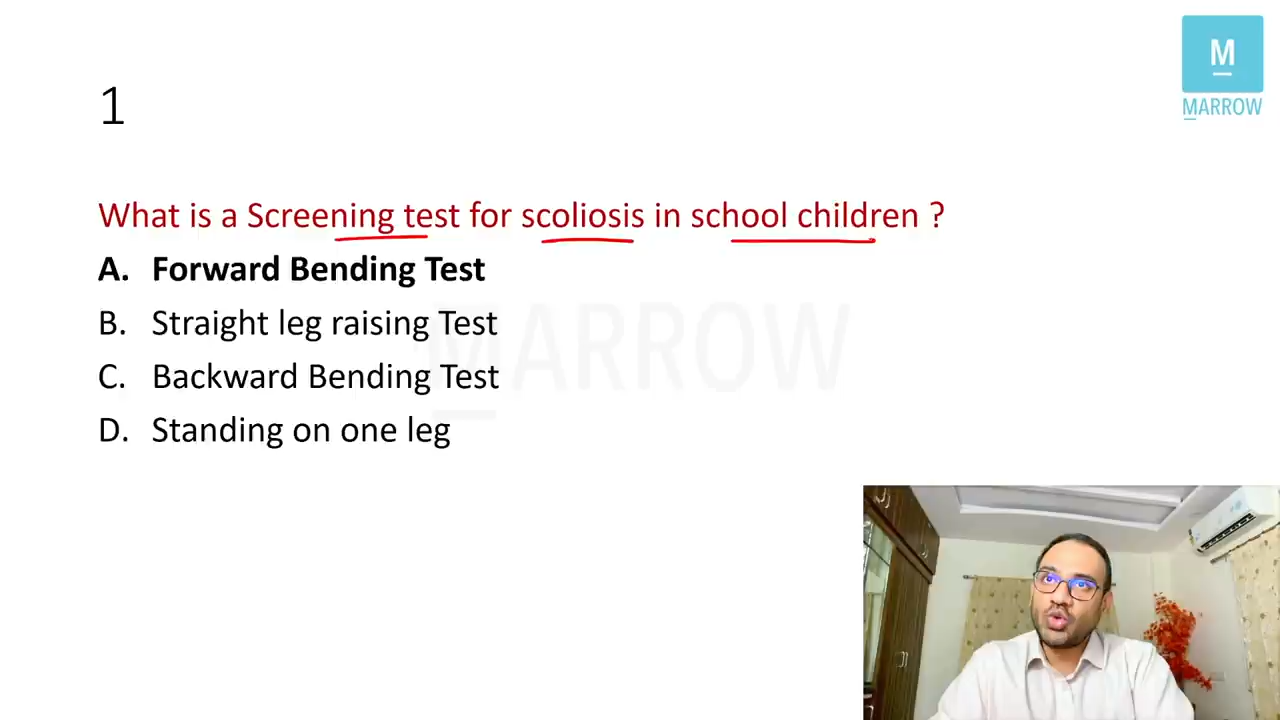 M
MARROW
1
What is a Screening test for scoliosis in school children ?
A. Forward Bending Test
B. Straight leg raising Test
C. Backward Bending Test
D. Standing on one leg
MARROW